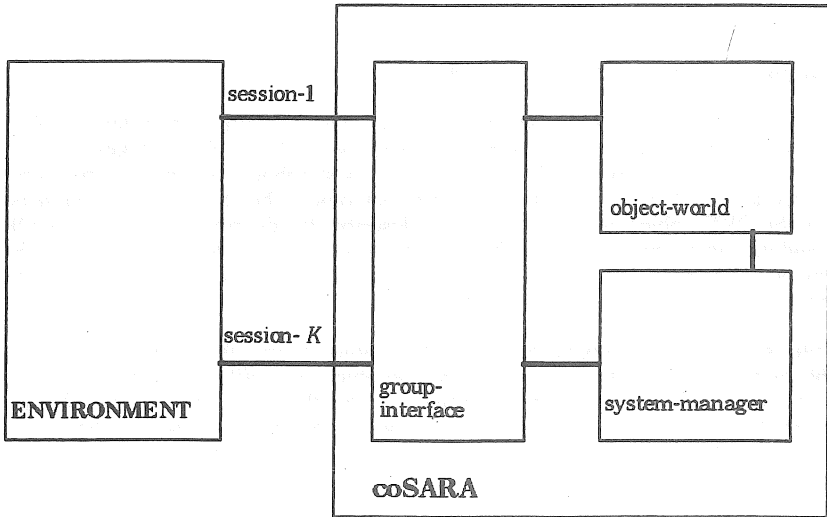 session-1
object-world
session- K
ENVIRONMENT
group-
interface
system-manager
coSARA